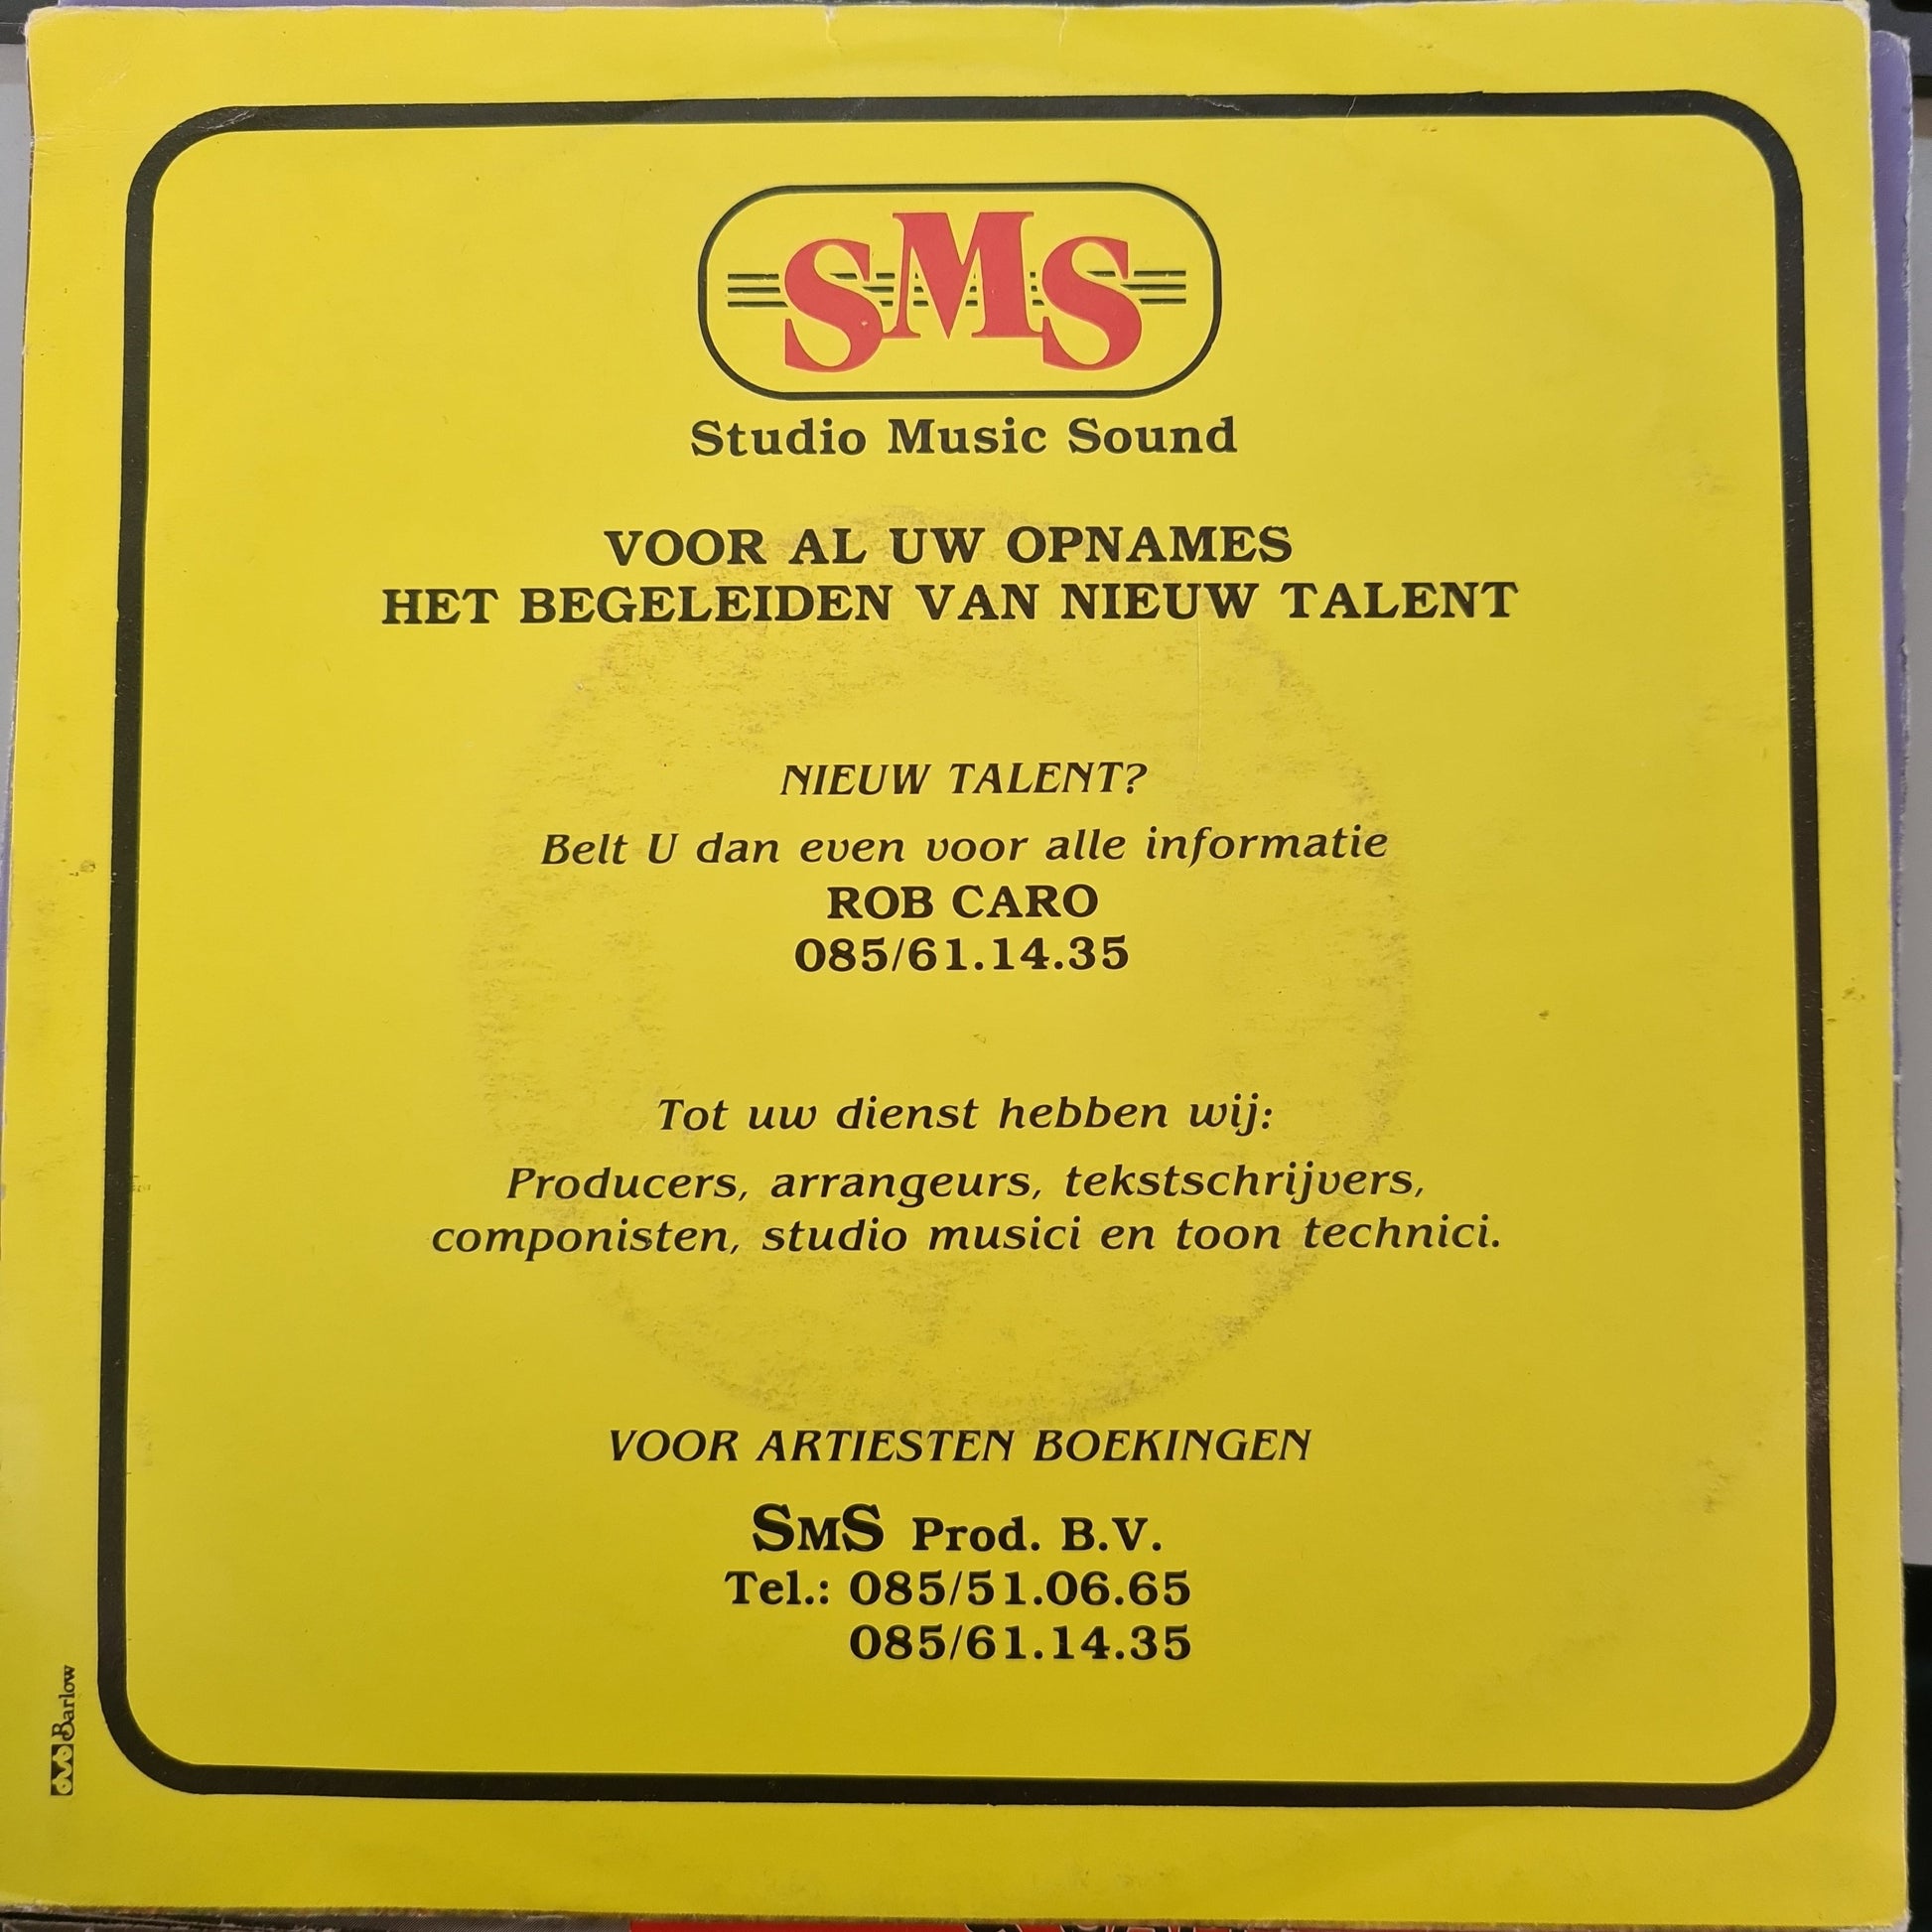 SMS
Studio Music Sound
VOOR AL UW OPNAMES
HET BEGELEIDEN VAN NIEUW TALENT
NIEUW TALENT?
Belt U dan even voor alle informatie
ROB CARO
085/61.14.35
Tot uw dienst hebben wij:
Producers, arrangeurs, tekstschrijvers,
componisten, studio musici en toon technici.
VOOR ARTIESTEN BOEKINGEN
SMS Prod. B.V.
Tel.: 085/51.06.65
085/61.14.35
Barlow